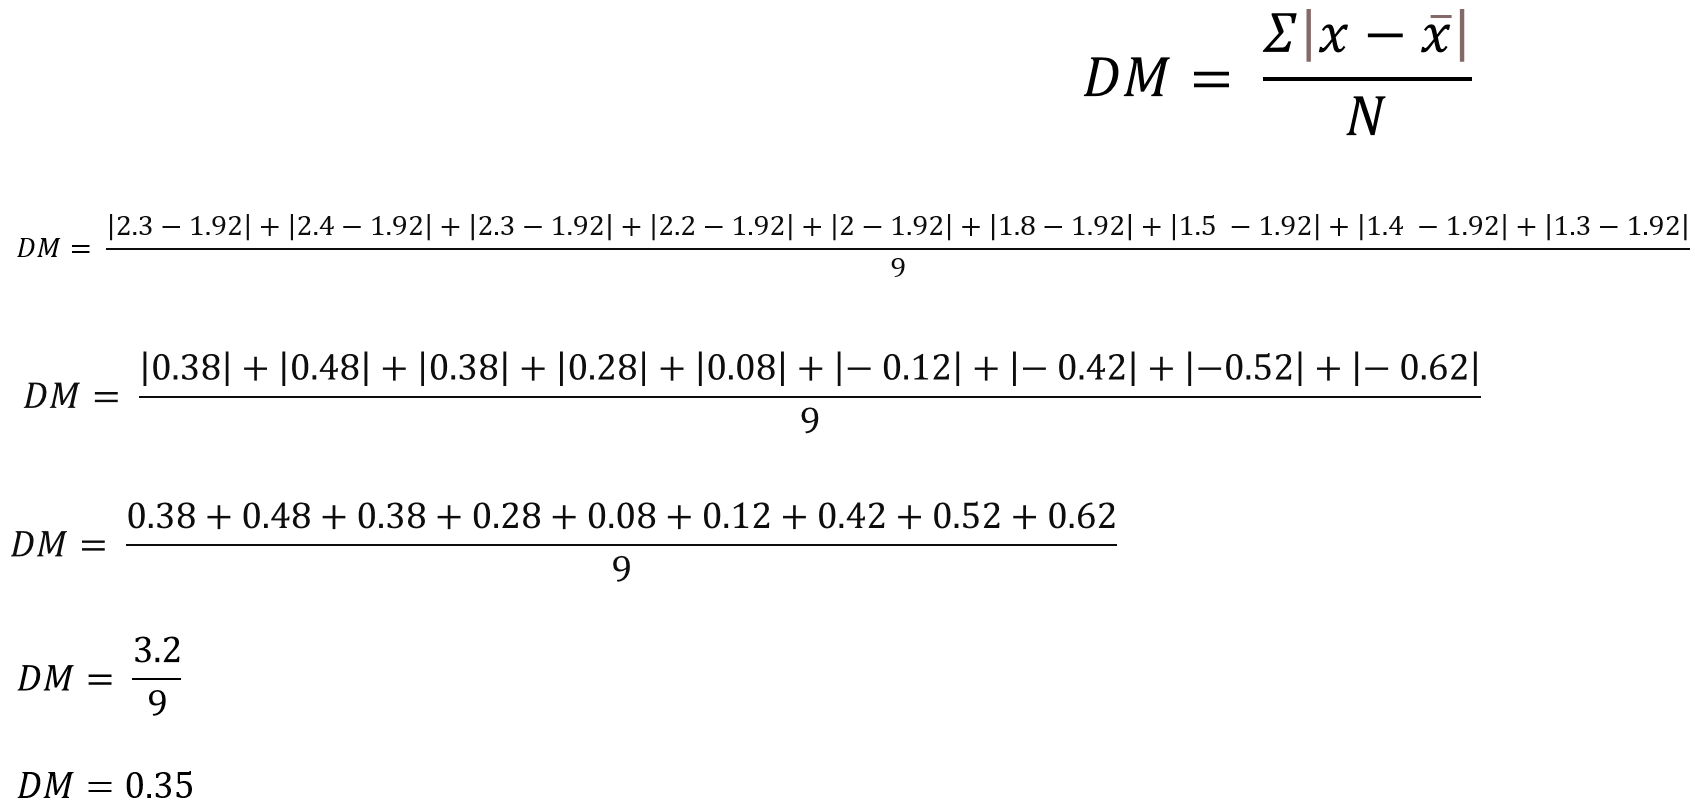 DM = Σ|x − x̄| / N
DM = |2.3 − 1.92| + |2.4 − 1.92| + |2.3 − 1.92| + |2.2 − 1.92| + |2 − 1.92| + |1.8 − 1.92| + |1.5 − 1.92| + |1.4 − 1.92| + |1.3 − 1.92| / 9
DM = |0.38| + |0.48| + |0.38| + |0.28| + |0.08| + |− 0.12| + |− 0.42| + |−0.52| + |− 0.62| / 9
DM = 0.38 + 0.48 + 0.38 + 0.28 + 0.08 + 0.12 + 0.42 + 0.52 + 0.62 / 9
DM = 3.2 / 9
DM = 0.35